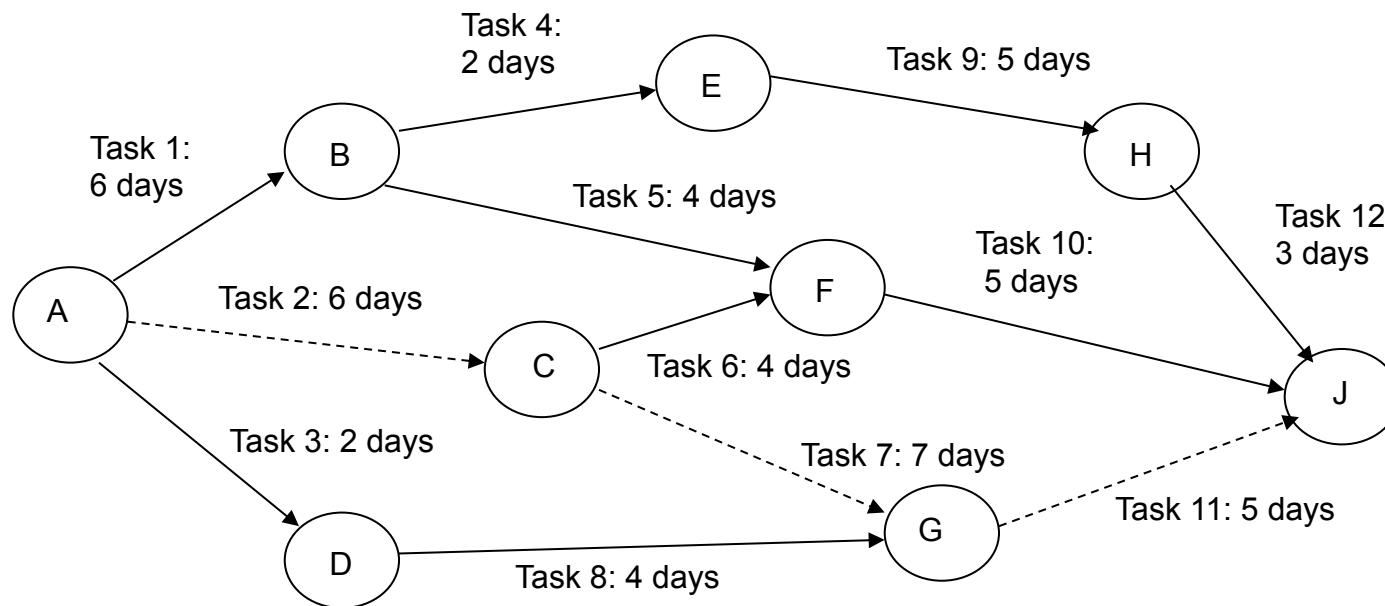 Task 4:
2 days
Task 9: 5 days
E
Task 1:
6 days
B
H
Task 5: 4 days
Task 12
3 days
Task 10:
5 days
A
Task 2: 6 days
F
C
Task 6: 4 days
J
Task 3: 2 days
Task 7: 7 days
Task 11: 5 days
G
D
Task 8: 4 days